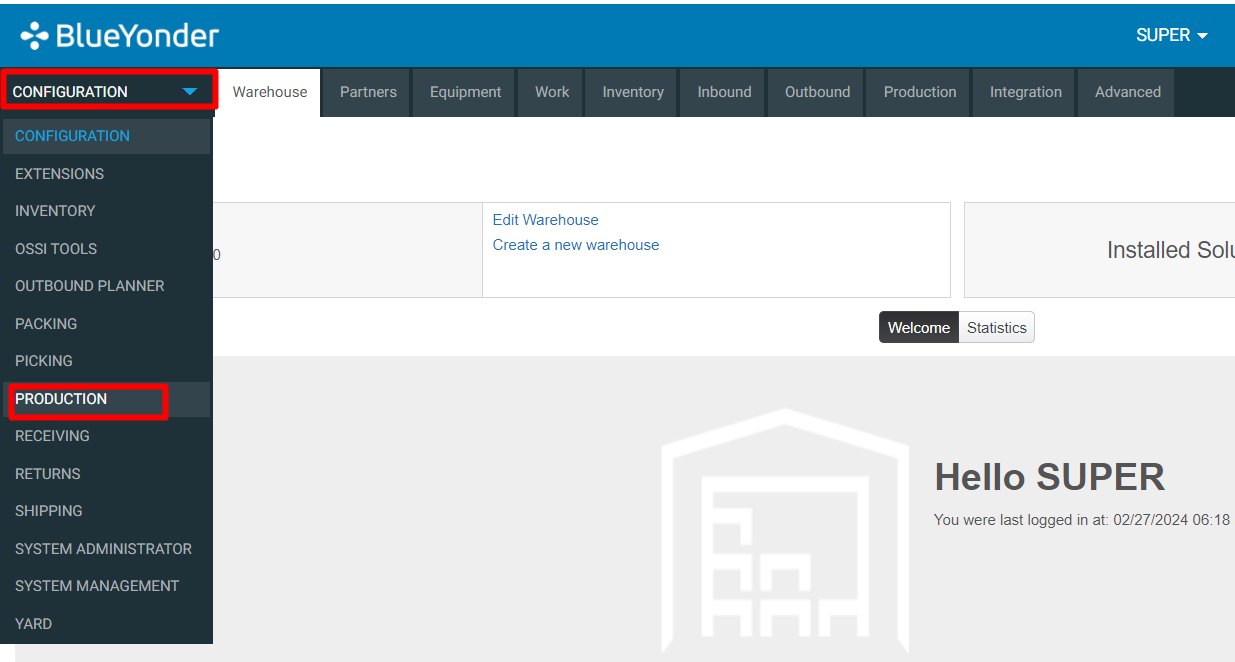 BlueYonder
SUPER
CONFIGURATION
Warehouse
Partners
Equipment
Work
Inventory
Inbound
Outbound
Production
Integration
Advanced
CONFIGURATION
EXTENSIONS
INVENTORY
OSSI TOOLS
OUTBOUND PLANNER
PACKING
PICKING
PRODUCTION
RECEIVING
RETURNS
SHIPPING
SYSTEM ADMINISTRATOR
SYSTEM MANAGEMENT
YARD
0
Edit Warehouse
Create a new warehouse
Installed Solu
Welcome
Statistics
Hello SUPER
You were last logged in at: 02/27/2024 06:18